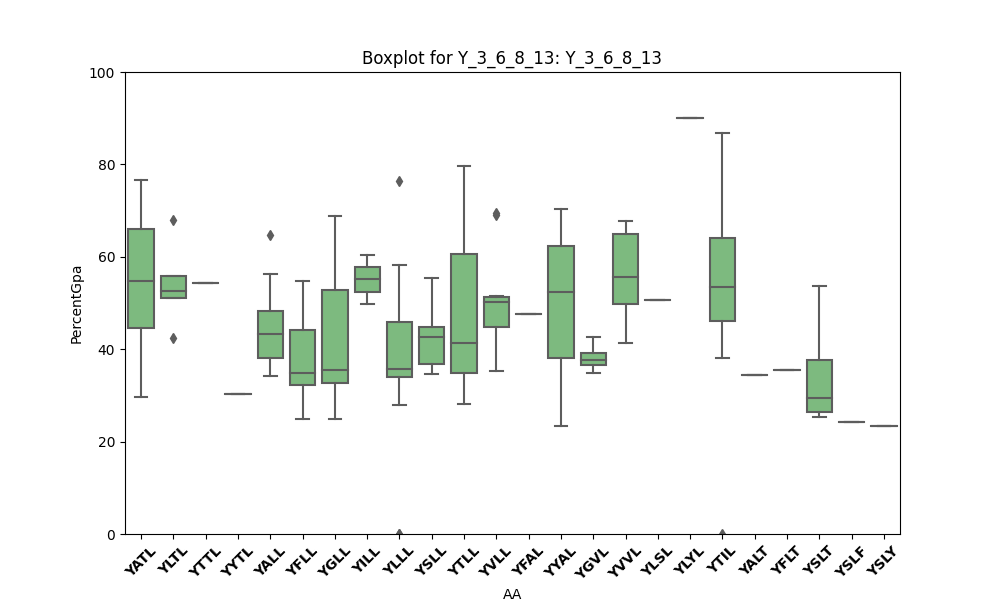 Boxplot for Y_3_6_8_13: Y_3_6_8_13
100
80
60
40
20
0
PercentGpa
YATL YLTL YTTL YYTL YALL YFLL YGLL YILL YLLL YSLL YTLL YVLL YFAL YYAL YGVL YVVL YLSL YLYL YTIL YALT YFLT YSLT YSLF YSLY
AA